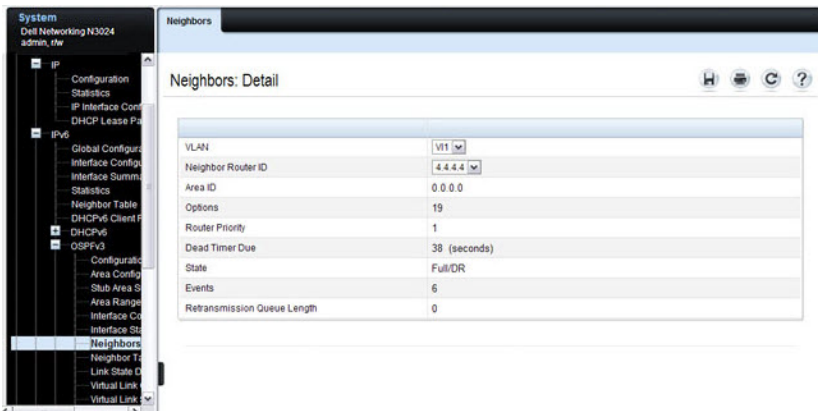 System
Dell Networking N3024
admin, r/w
IP
Configuration
Statistics
IP Interface Conf
DHCP Lease Pa
IPv6
Global Configura
Interface Configu
Interface Summa
Statistics
Neighbor Table
DHCPv6 Client P
DHCPv6
OSPFv3
Configuratio
Area Config
Stub Area S
Area Range
Interface Co
Interface Sta
Neighbors
Neighbor Ta
Link State D
Virtual Link
Virtual Link
Neighbors
Neighbors: Detail
?
VLAN Vl1
Neighbor Router ID 4.4.4.4
Area ID 0.0.0.0
Options 19
Router Priority 1
Dead Timer Due 38 (seconds)
State Full/DR
Events 6
Retransmission Queue Length 0